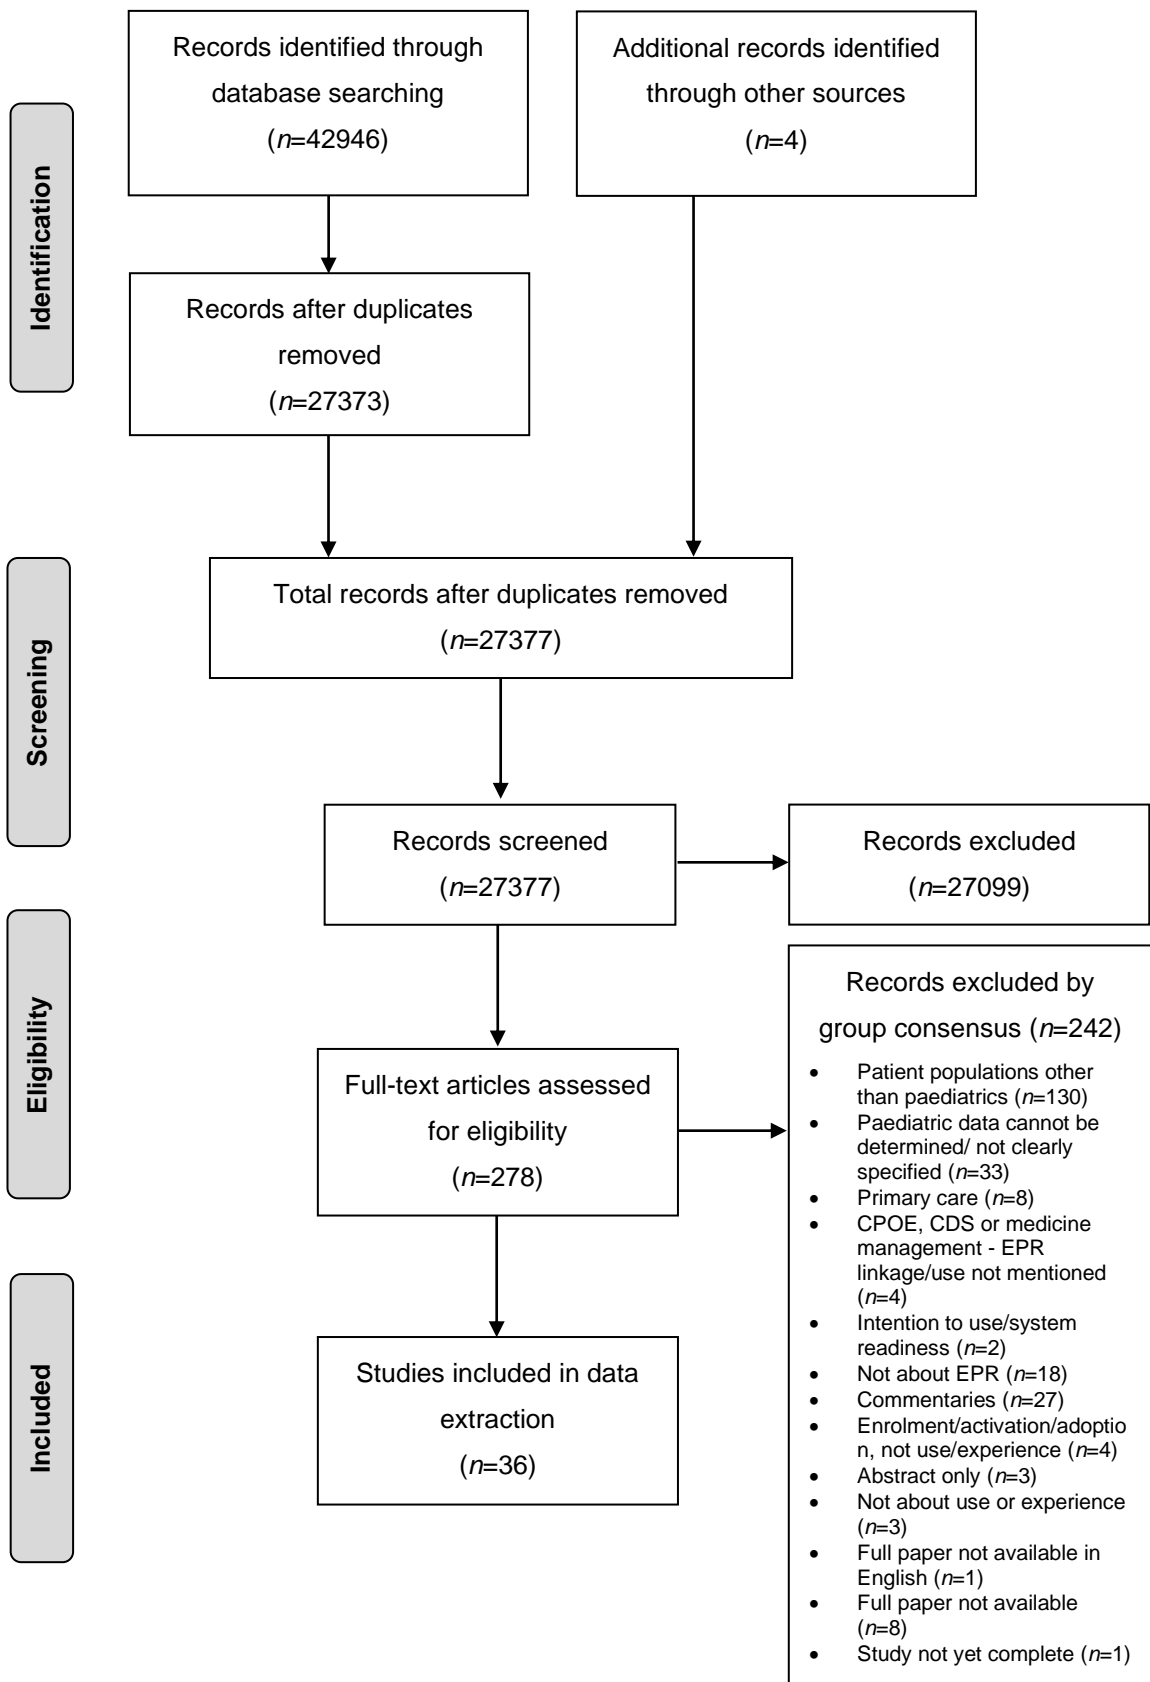 Identification
Records identified through
database searching
(n=42946)
Additional records identified
through other sources
(n=4)
Records after duplicates
removed
(n=27373)
Screening
Total records after duplicates removed
(n=27377)
Records screened
(n=27377)
Records excluded
(n=27099)
Eligibility
Full-text articles assessed
for eligibility
(n=278)
Records excluded by
group consensus (n=242)
• Patient populations other
than paediatrics (n=130)
• Paediatric data cannot be
determined/ not clearly
specified (n=33)
• Primary care (n=8)
• CPOE, CDS or medicine
management - EPR
linkage/use not mentioned
(n=4)
• Intention to use/system
readiness (n=2)
• Not about EPR (n=18)
• Commentaries (n=27)
• Enrolment/activation/adoptio
n, not use/experience (n=4)
• Abstract only (n=3)
• Not about use or experience
(n=3)
• Full paper not available in
English (n=1)
• Full paper not available
(n=8)
• Study not yet complete (n=1)
Included
Studies included in data
extraction
(n=36)